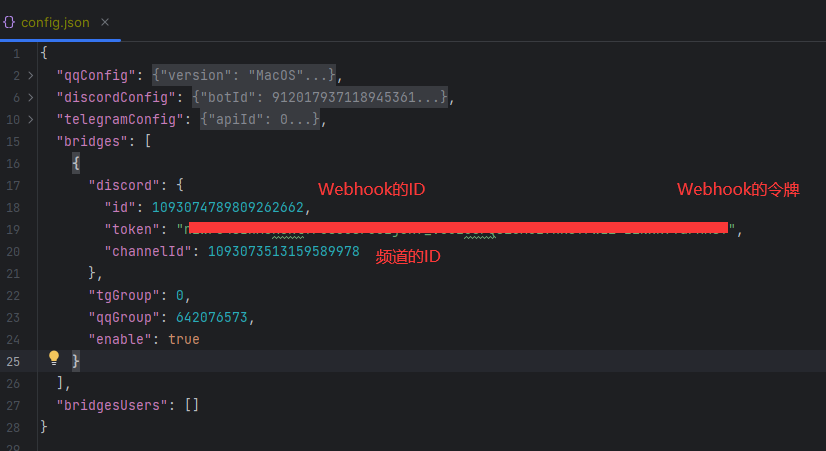 {} config.json ×
1 {
2 "qqConfig": {"version": "MacOS"...},
6 "discordConfig": {"botId": 912017937118945361...},
10 "telegramConfig": {"apiId": 0...},
15 "bridges": [
16 {
17 "discord": { Webhook的ID Webhook的令牌
18 "id": 1093074789809262662,
19 "token": "",
20 "channelId": 1093073513159589978 频道的ID
21 },
22 "tgGroup": 0,
23 "qqGroup": 642076573,
24 "enable": true
25 }
26 ],
27 "bridgesUsers": []
28 }
29